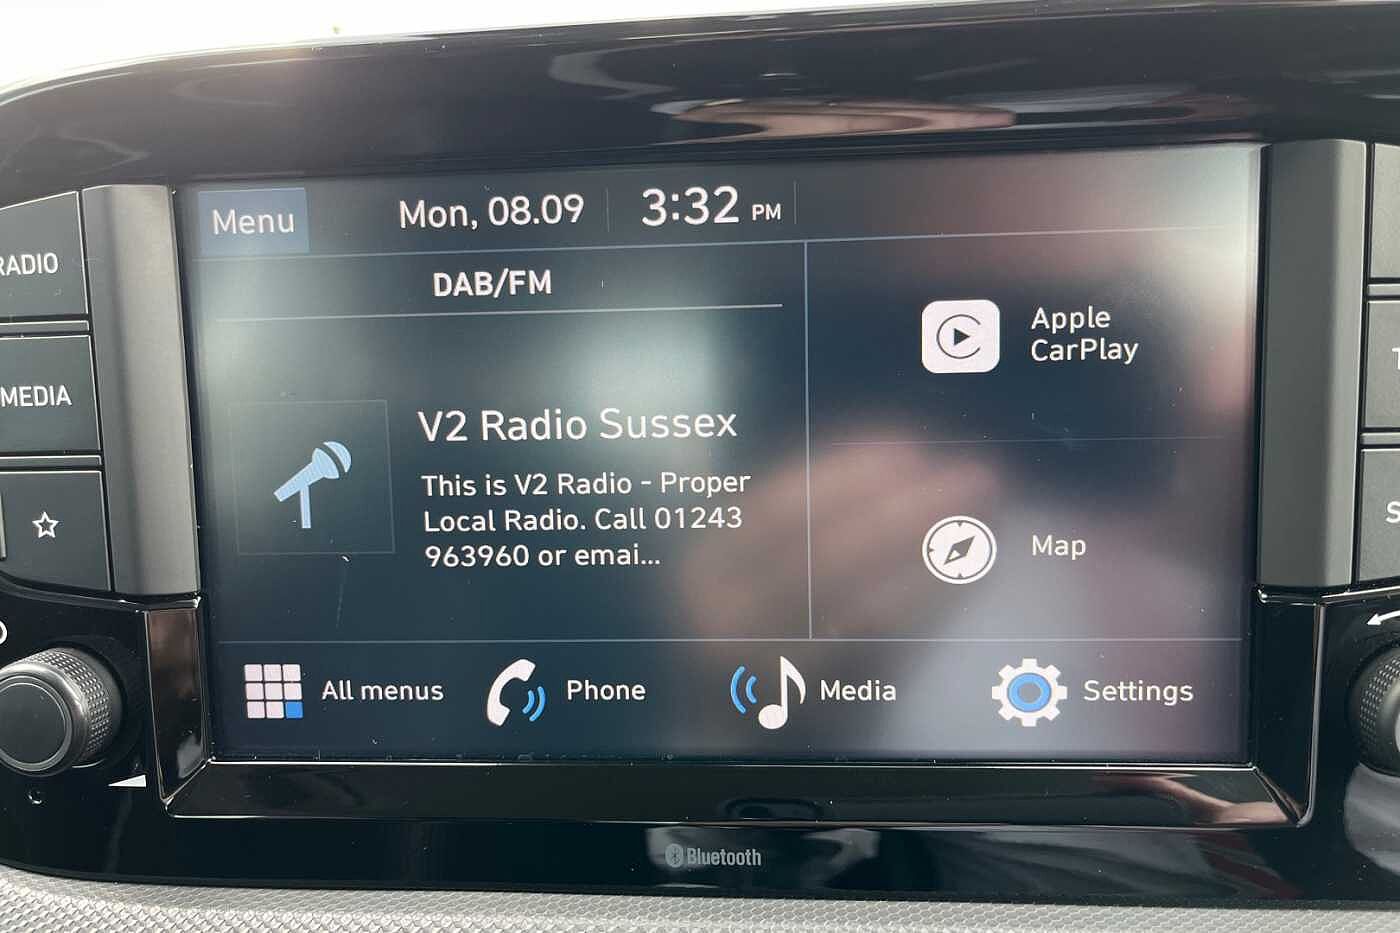 Menu
Mon, 08.09
3:32 PM
DAB/FM
RADIO
MEDIA
Apple
CarPlay
V2 Radio Sussex
This is V2 Radio - Proper
Local Radio. Call 01243
963960 or emai...
Map
All menus
Phone
Media
Settings
Bluetooth